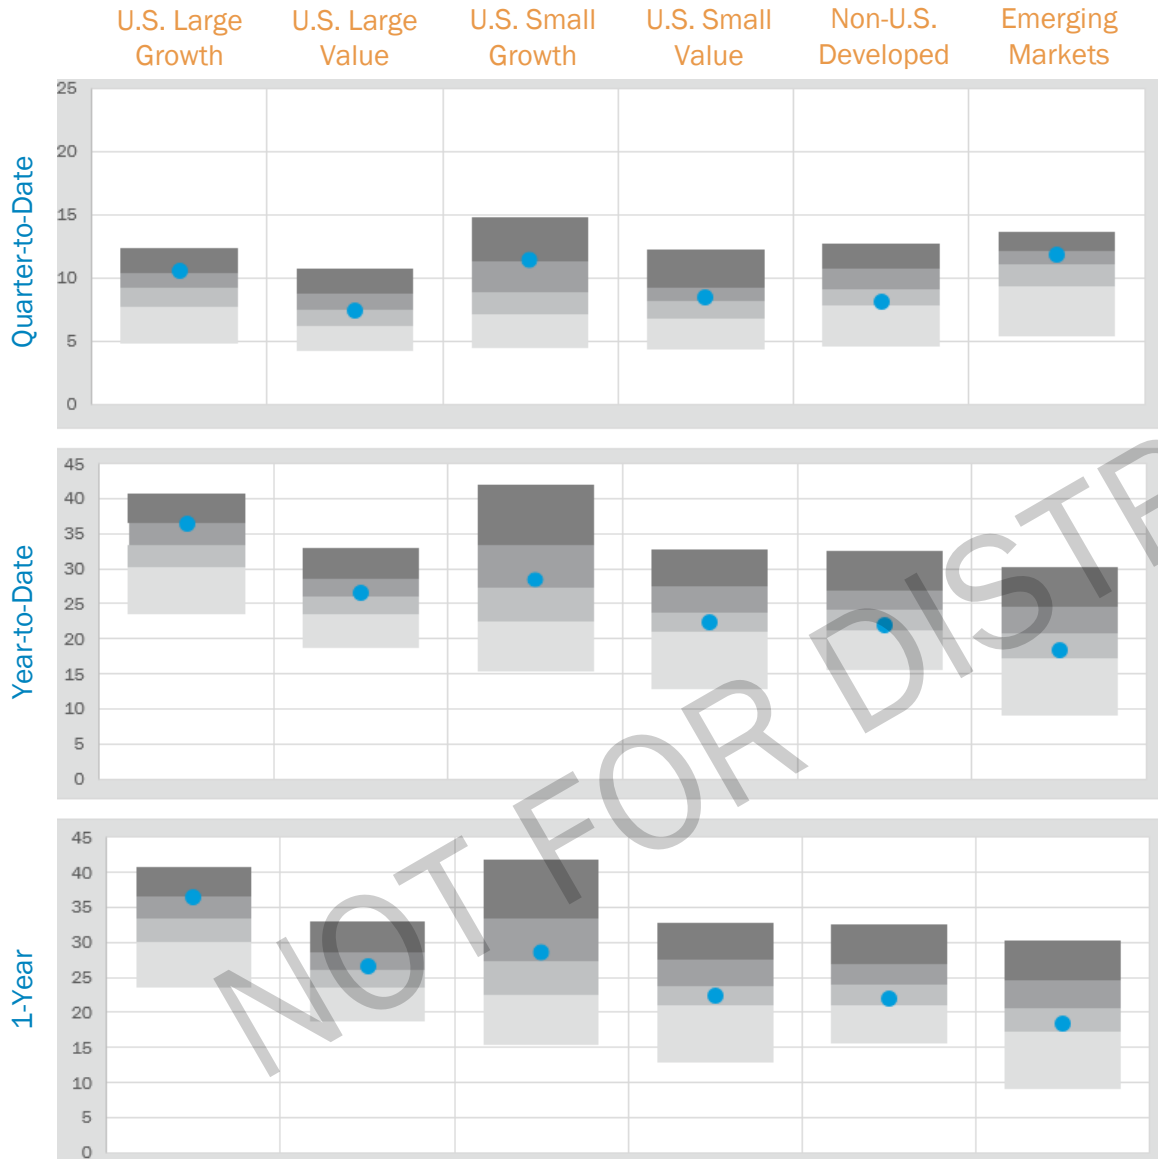 U.S. Large
Growth
U.S. Large
Value
U.S. Small
Growth
U.S. Small
Value
Non-U.S.
Developed
Emerging
Markets
Quarter-to-Date
25
20
15
10
5
0
Year-to-Date
45
40
35
30
25
20
15
10
5
0
1-Year
45
40
35
30
25
20
15
10
5
0
NOT FOR DISTR